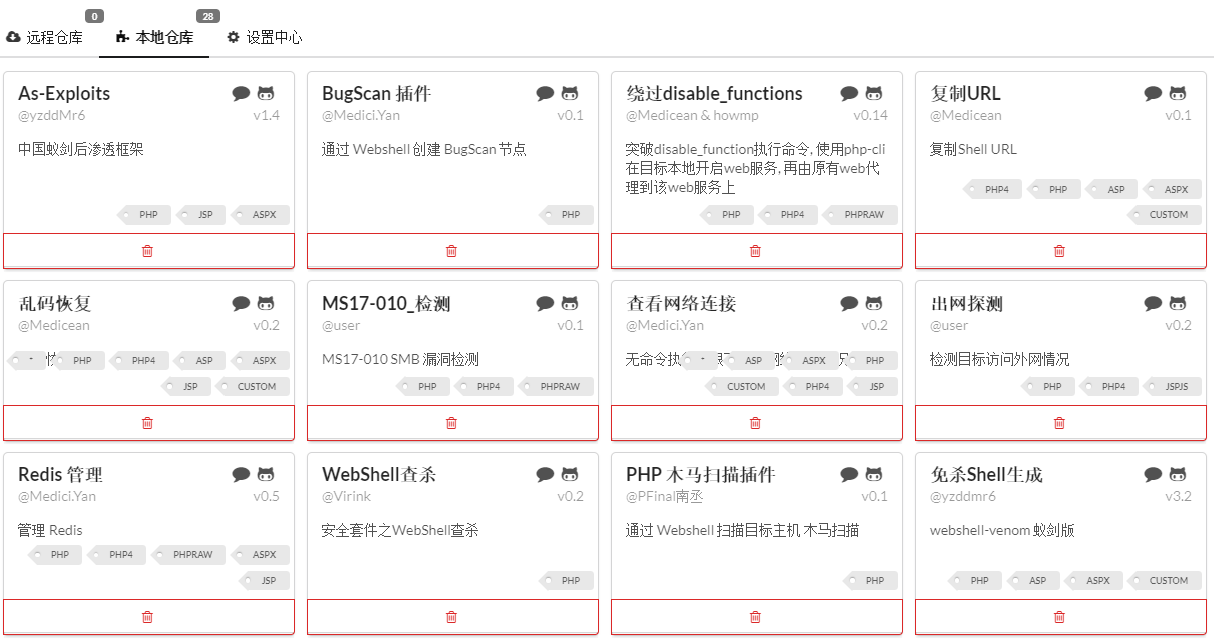 0
28
远程仓库
本地仓库
设置中心
As-Exploits
@yzddMr6
v1.4
中国蚁剑后渗透框架
PHP
JSP
ASPX
BugScan 插件
@Medici.Yan
v0.1
通过 Webshell 创建 BugScan 节点
PHP
绕过disable_functions
@Medicean & howmp
v0.14
突破disable_function执行命令, 使用php-cli
在目标本地开启web服务, 再由原有web代
理到该web服务上
PHP
PHP4
PHPRAW
复制URL
@Medicean
v0.1
复制Shell URL
PHP4
PHP
ASP
ASPX
CUSTOM
乱码恢复
@Medicean
v0.2
-
PHP
PHP4
ASP
ASPX
JSP
CUSTOM
MS17-010_检测
@user
v0.1
MS17-010 SMB 漏洞检测
PHP
PHP4
PHPRAW
查看网络连接
@Medici.Yan
v0.2
无命令执
-
ASP
ASPX
PHP
CUSTOM
PHP4
JSP
出网探测
@user
v0.2
检测目标访问外网情况
PHP
PHP4
JSPJS
Redis 管理
@Medici.Yan
v0.5
管理 Redis
PHP
PHP4
PHPRAW
ASPX
JSP
WebShell查杀
@Virink
v0.2
安全套件之WebShell查杀
PHP
PHP 木马扫描插件
@PFinal南丞
v0.1
通过 Webshell 扫描目标主机 木马扫描
PHP
免杀Shell生成
@yzddmr6
v3.2
webshell-venom 蚁剑版
PHP
ASP
ASPX
CUSTOM